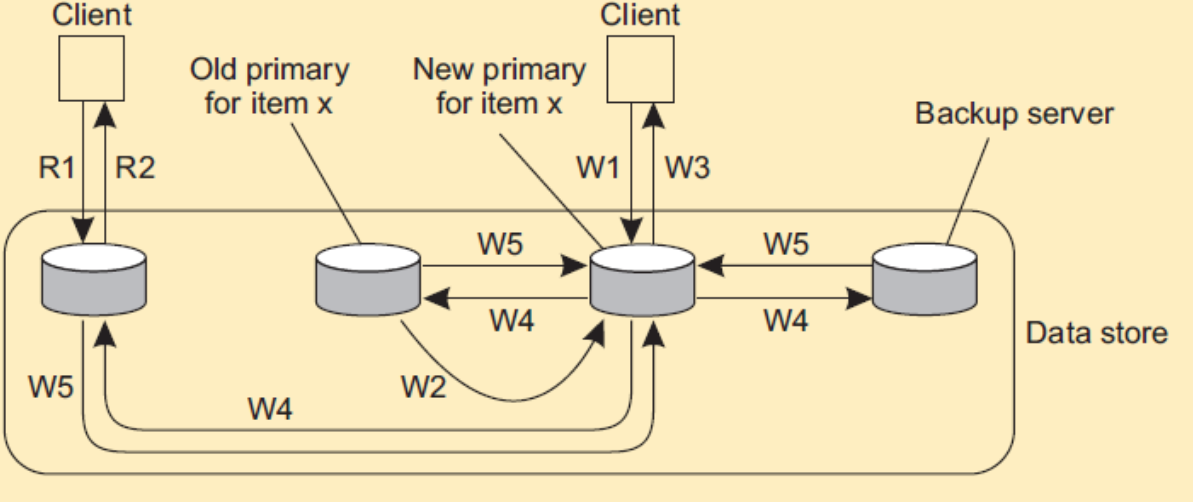 Client
Client
Old primary
for item x
New primary
for item x
Backup server
R1
R2
W1
W3
W5
W5
W4
W4
Data store
W5
W2
W4